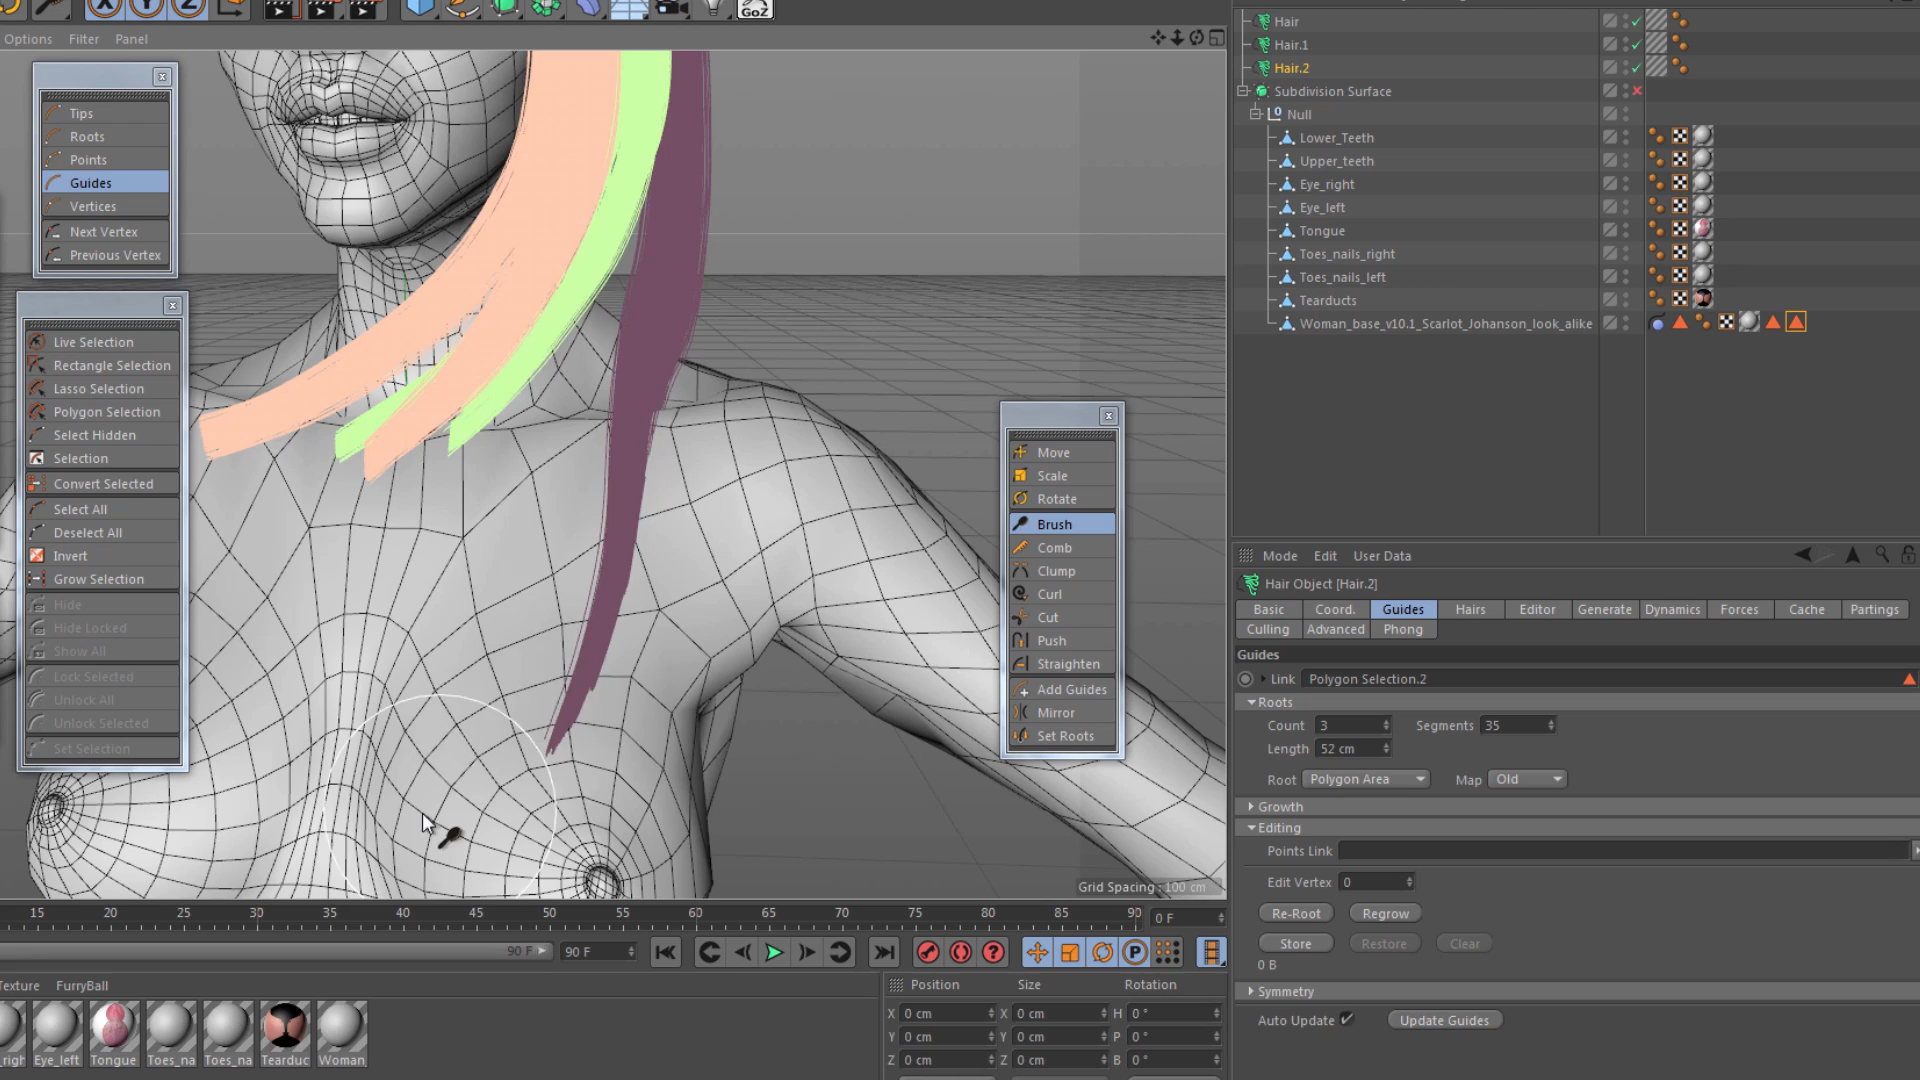 X Y Z
GoZ
Options Filter Panel
Tips
Roots
Points
Guides
Vertices
Next Vertex
Previous Vertex
Live Selection
Rectangle Selection
Lasso Selection
Polygon Selection
Select Hidden
Selection
Convert Selected
Select All
Deselect All
Invert
Grow Selection
Hide
Hide Locked
Show All
Lock Selected
Unlock All
Unlock Selected
Set Selection
Move
Scale
Rotate
Brush
Comb
Clump
Curl
Cut
Push
Straighten
Add Guides
Mirror
Set Roots
Grid Spacing : 100 cm
15 20 25 30 35 40 45 50 55 60 65 70 75 80 85 90 0 F
90 F 90 F
P
Texture FurryBall
Eye_left Tongue Toes_na Toes_na Tearduc Woman
Position Size Rotation
X 0 cm X 0 cm H 0 °
Y 0 cm Y 0 cm P 0 °
Z 0 cm Z 0 cm B 0 °
Hair
Hair.1
Hair.2
Subdivision Surface
Null
Lower_Teeth
Upper_teeth
Eye_right
Eye_left
Tongue
Toes_nails_right
Toes_nails_left
Tearducts
Woman_base_v10.1_Scarlot_Johanson_look_alike
Mode Edit User Data
Hair Object [Hair.2]
Basic Coord. Guides Hairs Editor Generate Dynamics Forces Cache Partings
Culling Advanced Phong
Guides
Link Polygon Selection.2
Roots
Count 3 Segments 35
Length 52 cm
Root Polygon Area Map Old
Growth
Editing
Points Link
Edit Vertex 0
Re-Root Regrow
Store Restore Clear
0 B
Symmetry
Auto Update Update Guides